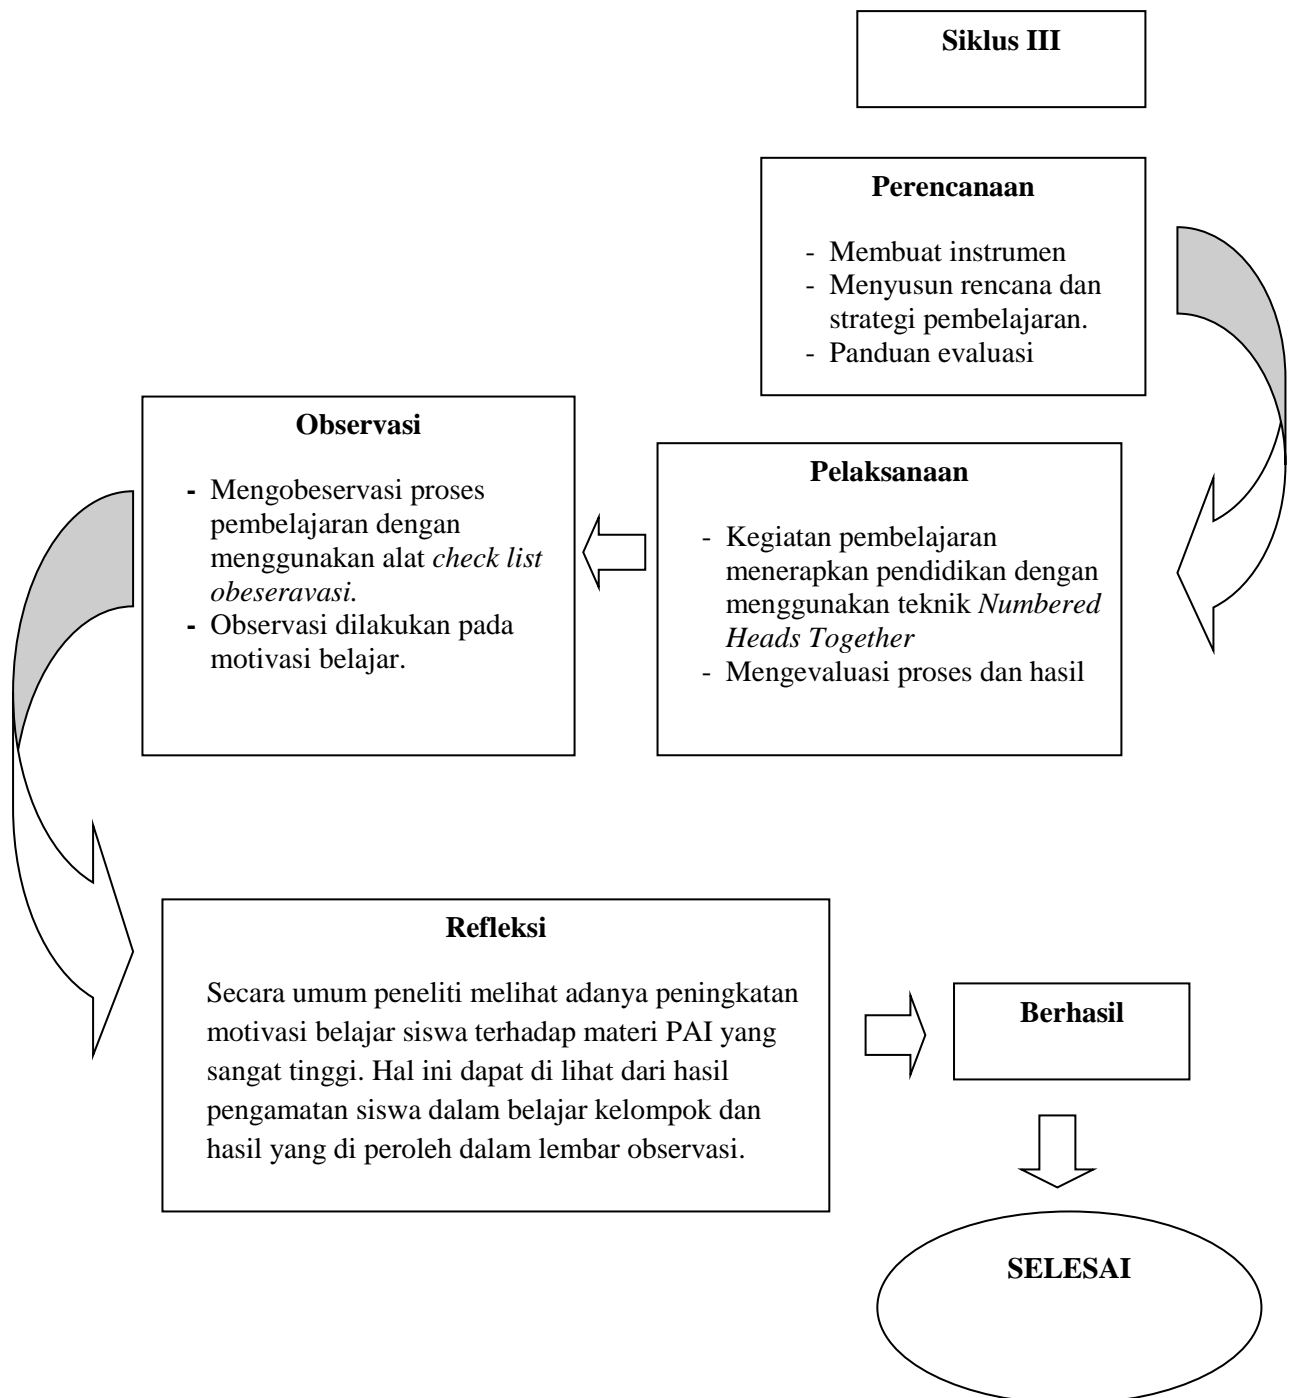 Siklus III
Perencanaan
- Membuat instrumen
- Menyusun rencana dan
strategi pembelajaran.
- Panduan evaluasi
Observasi
- Mengobeservasi proses
pembelajaran dengan
menggunakan alat check list
obeseravasi.
- Observasi dilakukan pada
motivasi belajar.
Pelaksanaan
- Kegiatan pembelajaran
menerapkan pendidikan dengan
menggunakan teknik Numbered
Heads Together
- Mengevaluasi proses dan hasil
Refleksi
Secara umum peneliti melihat adanya peningkatan
motivasi belajar siswa terhadap materi PAI yang
sangat tinggi. Hal ini dapat di lihat dari hasil
pengamatan siswa dalam belajar kelompok dan
hasil yang di peroleh dalam lembar observasi.
Berhasil
SELESAI